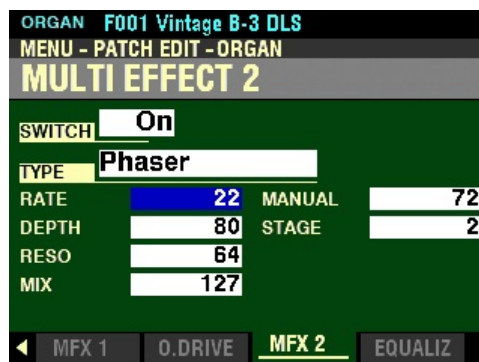 ORGAN F001 Vintage B-3 DLS
MENU - PATCH EDIT - ORGAN
MULTI EFFECT 2
SWITCH On
TYPE Phaser
RATE 22 MANUAL 72
DEPTH 80 STAGE 2
RESO 64
MIX 127
MFX 1 O.DRIVE MFX 2 EQUALIZ